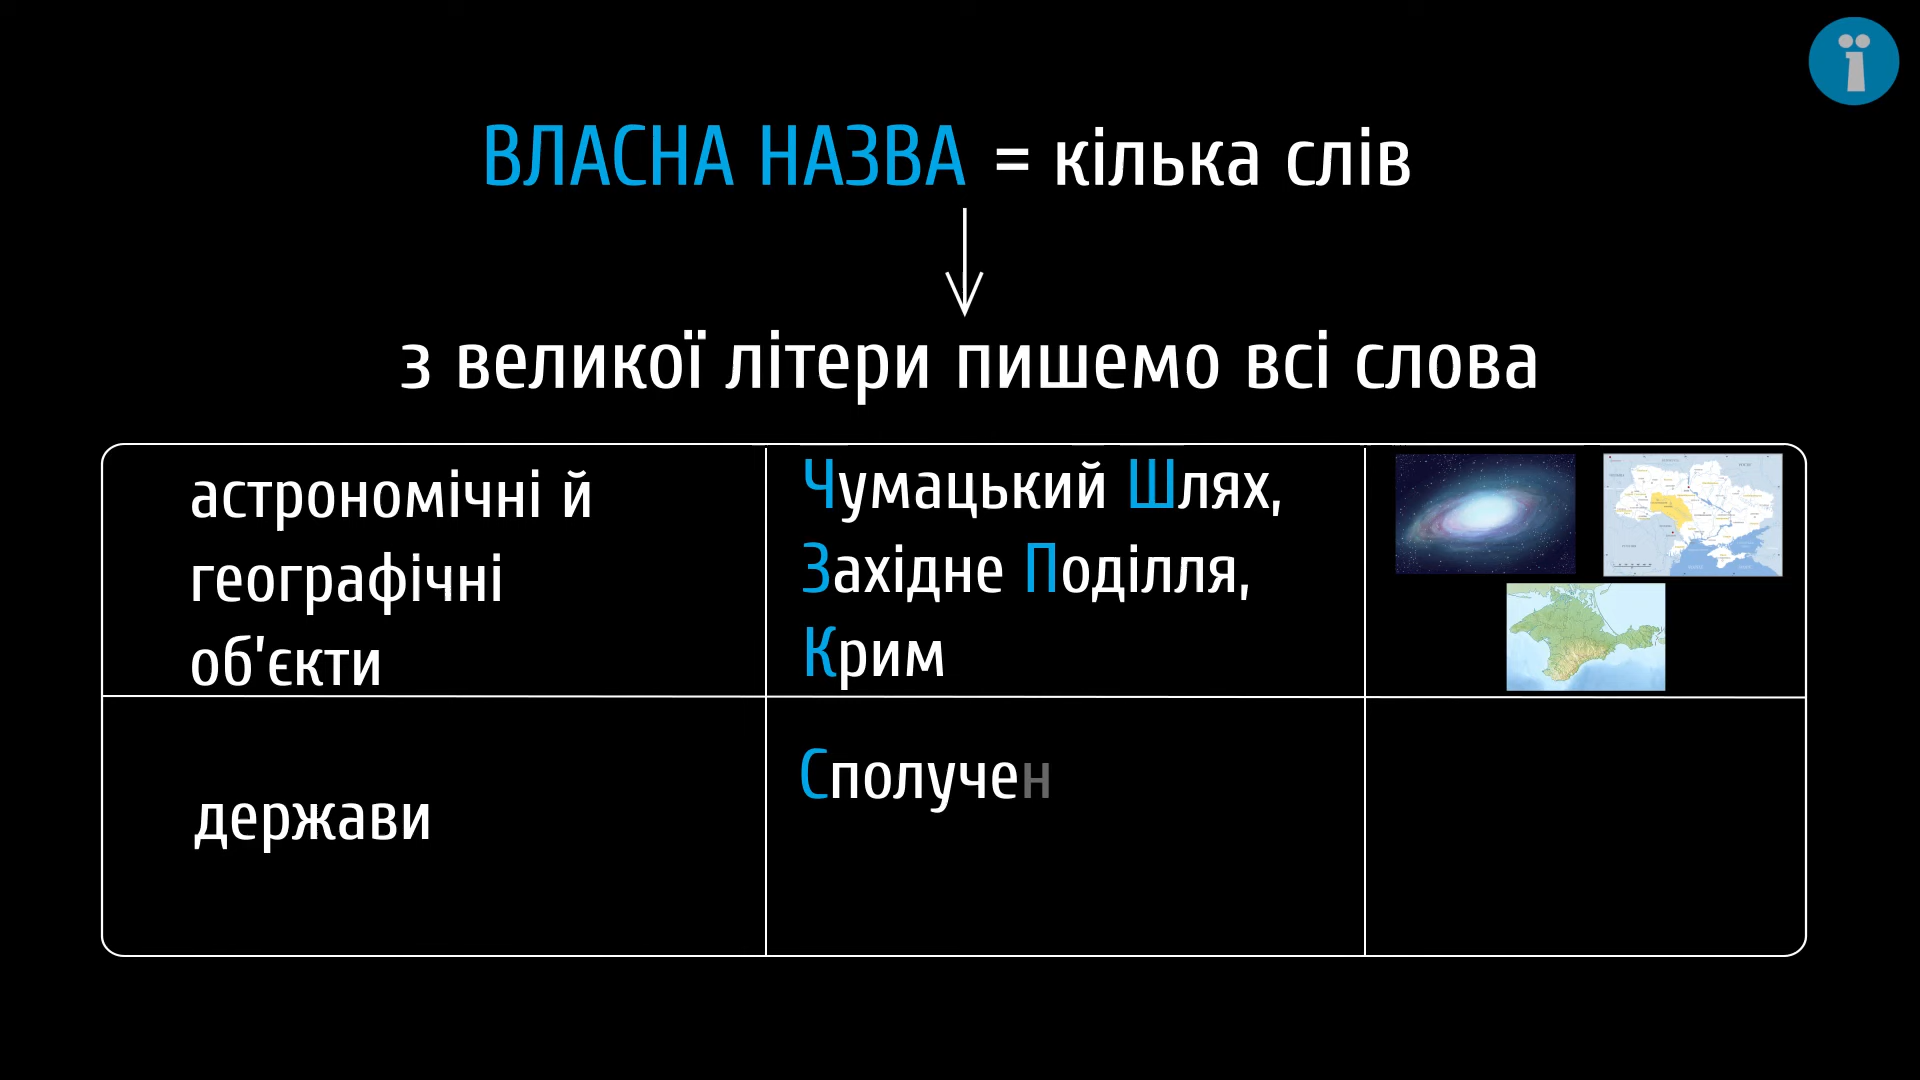 ї
ВЛАСНА НАЗВА = кілька слів
з великої літери пишемо всі слова
астрономічні й
географічні
об'єкти
Чумацький Шлях,
Західне Поділля,
Крим
держави
Сполучен